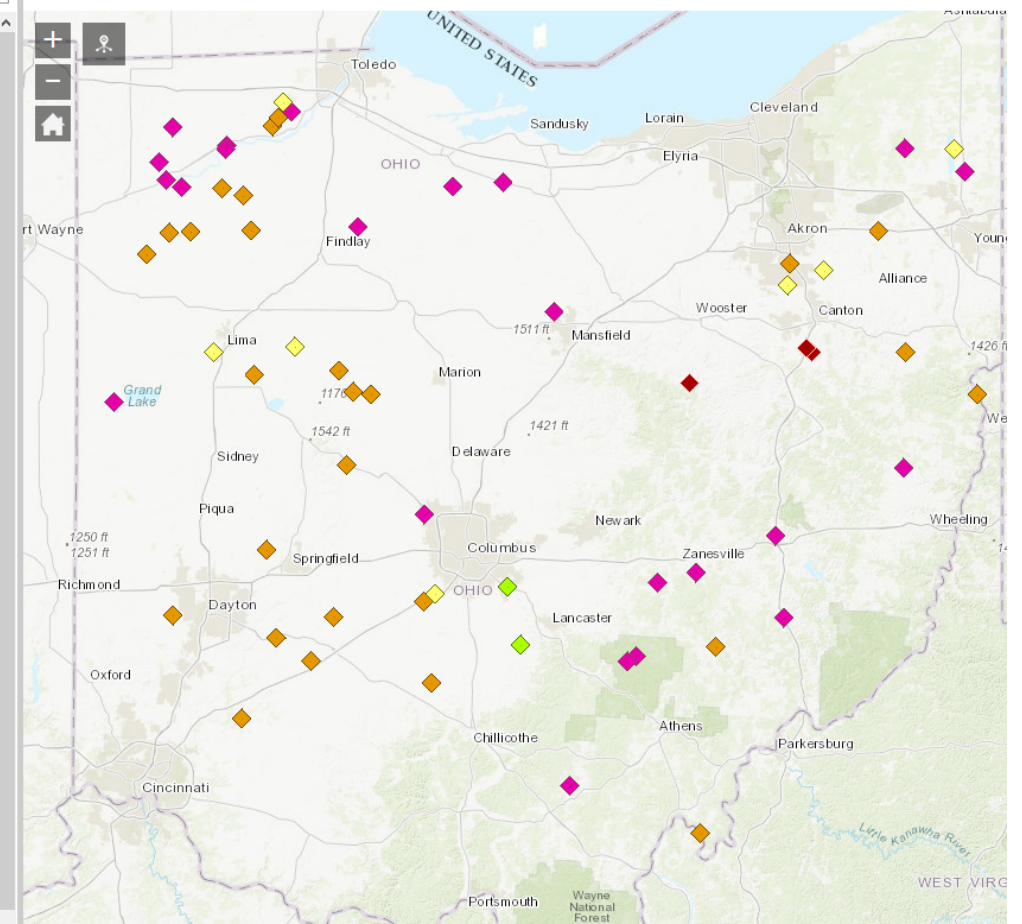 Ashtabula
+
UNITED STATES
Toledo
−
Cleveland
Sandusky
Lorain
Elyria
OHIO
rt Wayne
Findlay
Akron
Young
Alliance
Wooster
Canton
1511 ft
Mansfield
Lima
1426 ft
Marion
Grand
Lake
1176
We
1421 ft
1542 ft
Delaware
Sidney
Piqua
Newark
Wheeling
1250 ft
1251 ft
Columbus
Zanesville
Springfield
Richmond
OHIO
Dayton
Lancaster
Oxford
Athens
Chillicothe
Parkersburg
Cincinnati
Little Kanawha River
WEST VIRG
Portsmouth
Wayne
National
Forest